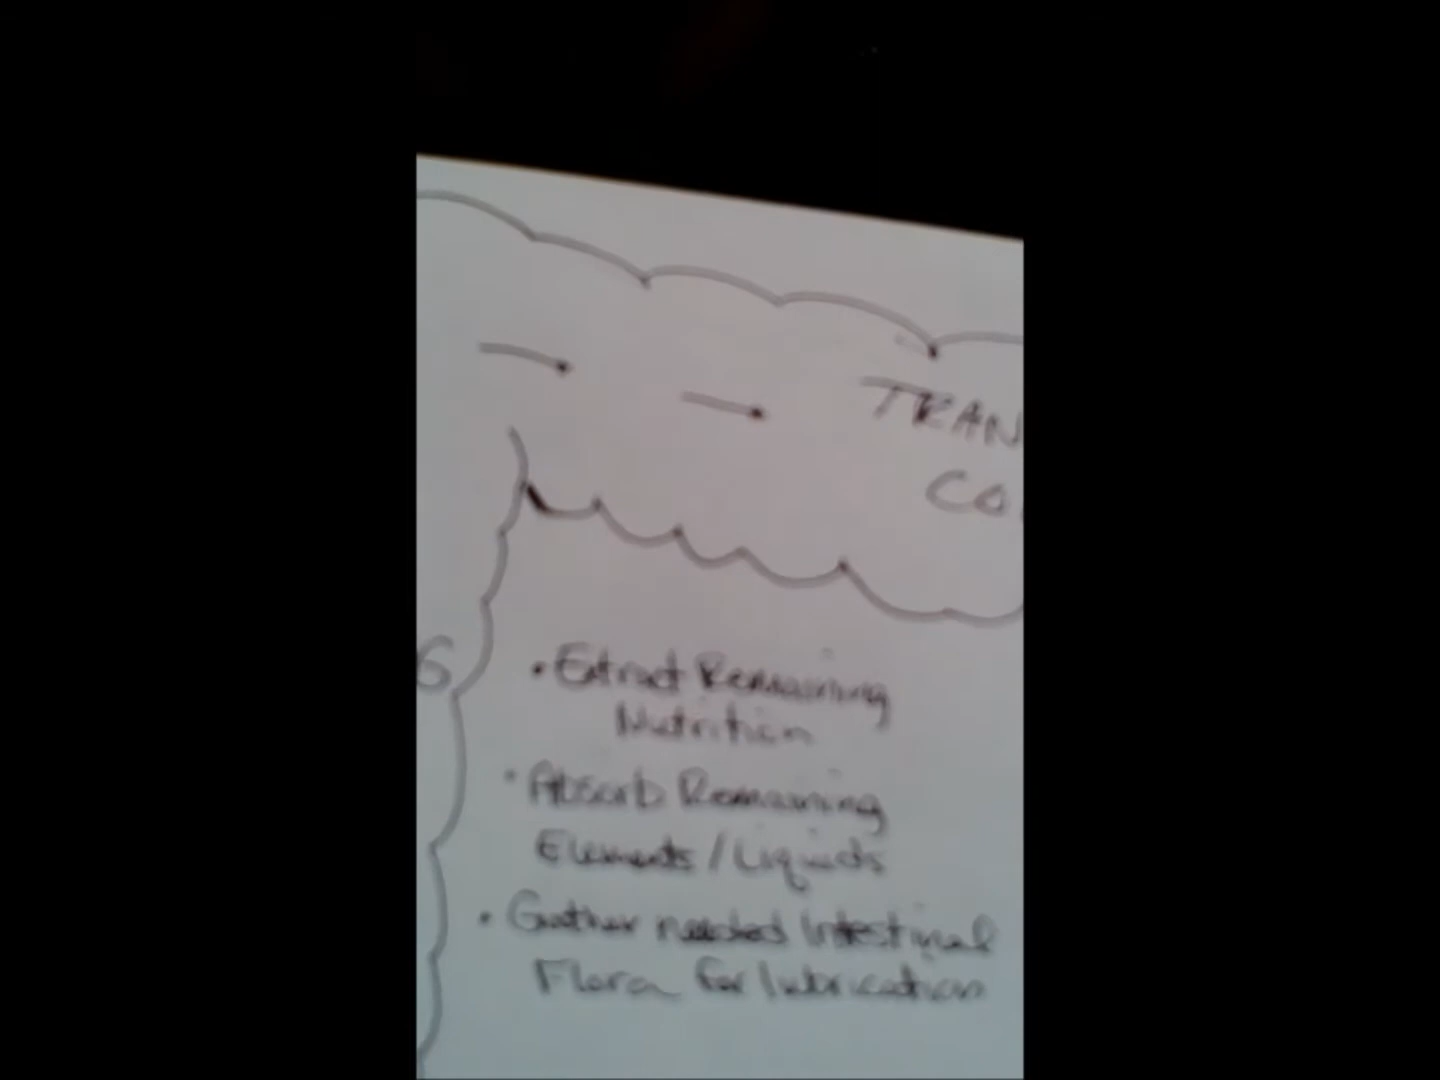 TRAN
CO
G
• Extract Remaining
Nutrition
• Absorb Remaining
Elements / Liquids
• Gather needed Intestinal
Flora for lubrication